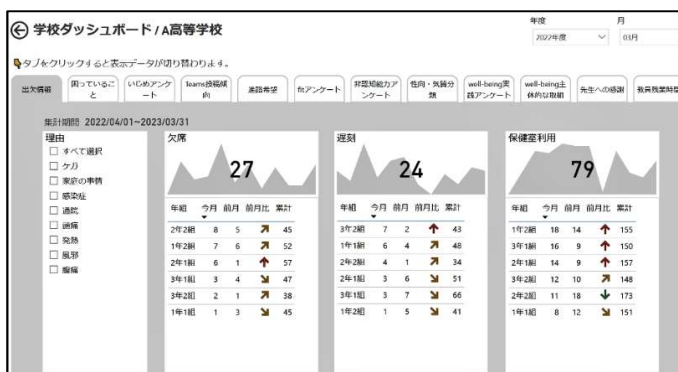 学校ダッシュボード / A高等学校
年度
月
2022年度
03月
タブをクリックすると表示データが切り替わります。
出欠情報
困っていること
いじめアンケート
Teams投稿傾向
進路希望
fitアンケート
非認知能力アンケート
性向・気質分類
well-being実践アンケート
well-being主体的な取組
先生への感謝
教員残業時間
集計期間 2022/04/01~2023/03/31
理由
すべて選択
ケガ
家庭の事情
感染症
通院
頭痛
発熱
風邪
腹痛
欠席
27
年組 今月 前月 前月比 累計
2年2組 8 5 45
1年2組 7 6 52
2年1組 6 1 57
3年1組 3 4 47
3年2組 2 1 38
1年1組 1 3 45
遅刻
24
年組 今月 前月 前月比 累計
3年2組 7 2 43
1年1組 6 4 48
2年2組 4 1 34
2年1組 3 6 51
3年1組 3 7 66
1年2組 1 5 41
保健室利用
79
年組 今月 前月 前月比 累計
1年2組 18 14 155
3年1組 16 9 150
2年1組 14 9 157
3年2組 12 10 148
2年2組 11 18 173
1年1組 8 12 151